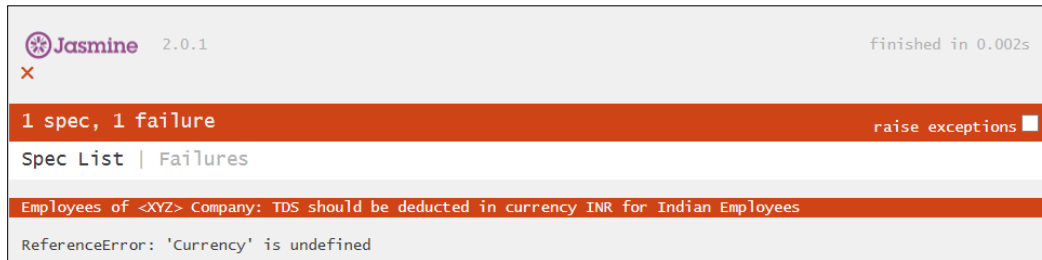 Jasmine 2.0.1 finished in 0.002s
1 spec, 1 failure raise exceptions
Spec List | Failures
Employees of <XYZ> Company: TDS should be deducted in currency INR for Indian Employees
ReferenceError: 'Currency' is undefined